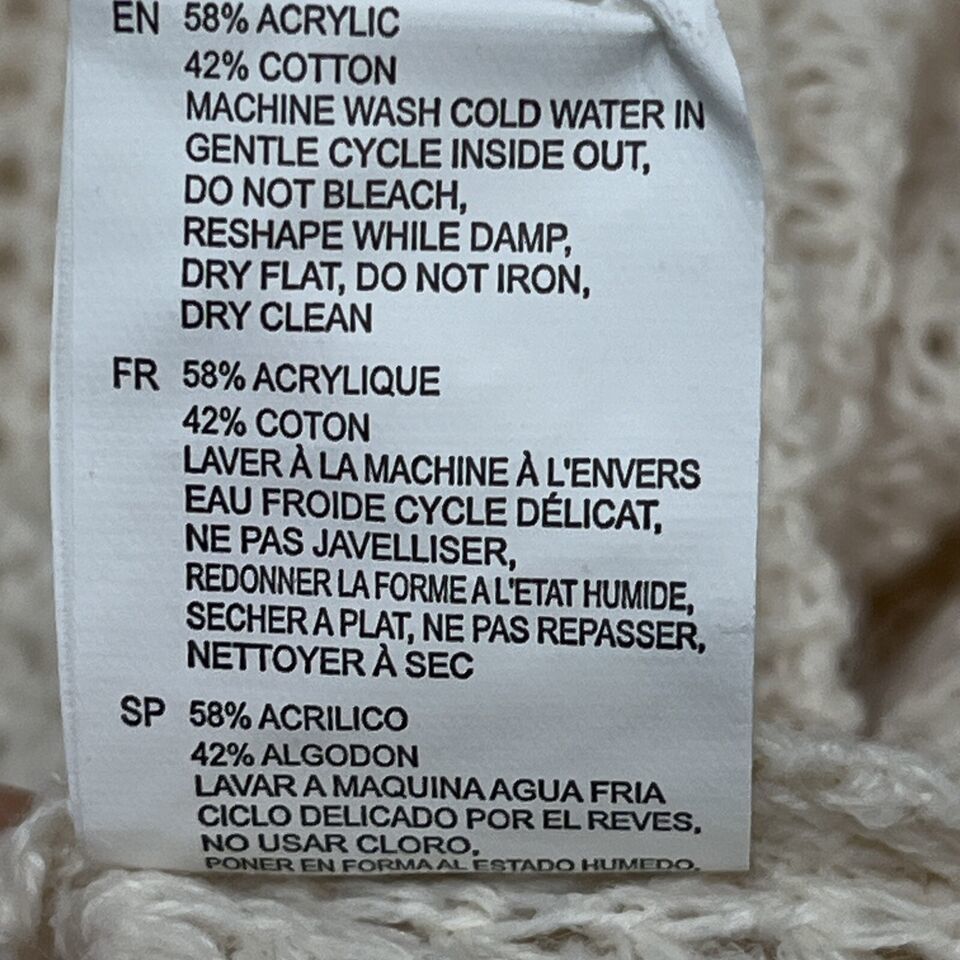 EN 58% ACRYLIC
42% COTTON
MACHINE WASH COLD WATER IN
GENTLE CYCLE INSIDE OUT,
DO NOT BLEACH,
RESHAPE WHILE DAMP,
DRY FLAT, DO NOT IRON,
DRY CLEAN
FR 58% ACRYLIQUE
42% COTON
LAVER À LA MACHINE À L'ENVERS
EAU FROIDE CYCLE DÉLICAT,
NE PAS JAVELLISER,
REDONNER LA FORME A L'ETAT HUMIDE,
SECHER A PLAT, NE PAS REPASSER,
NETTOYER À SEC
SP 58% ACRILICO
42% ALGODON
LAVAR A MAQUINA AGUA FRIA
CICLO DELICADO POR EL REVES,
NO USAR CLORO,
PONER EN FORMA AL ESTADO HUMEDO,